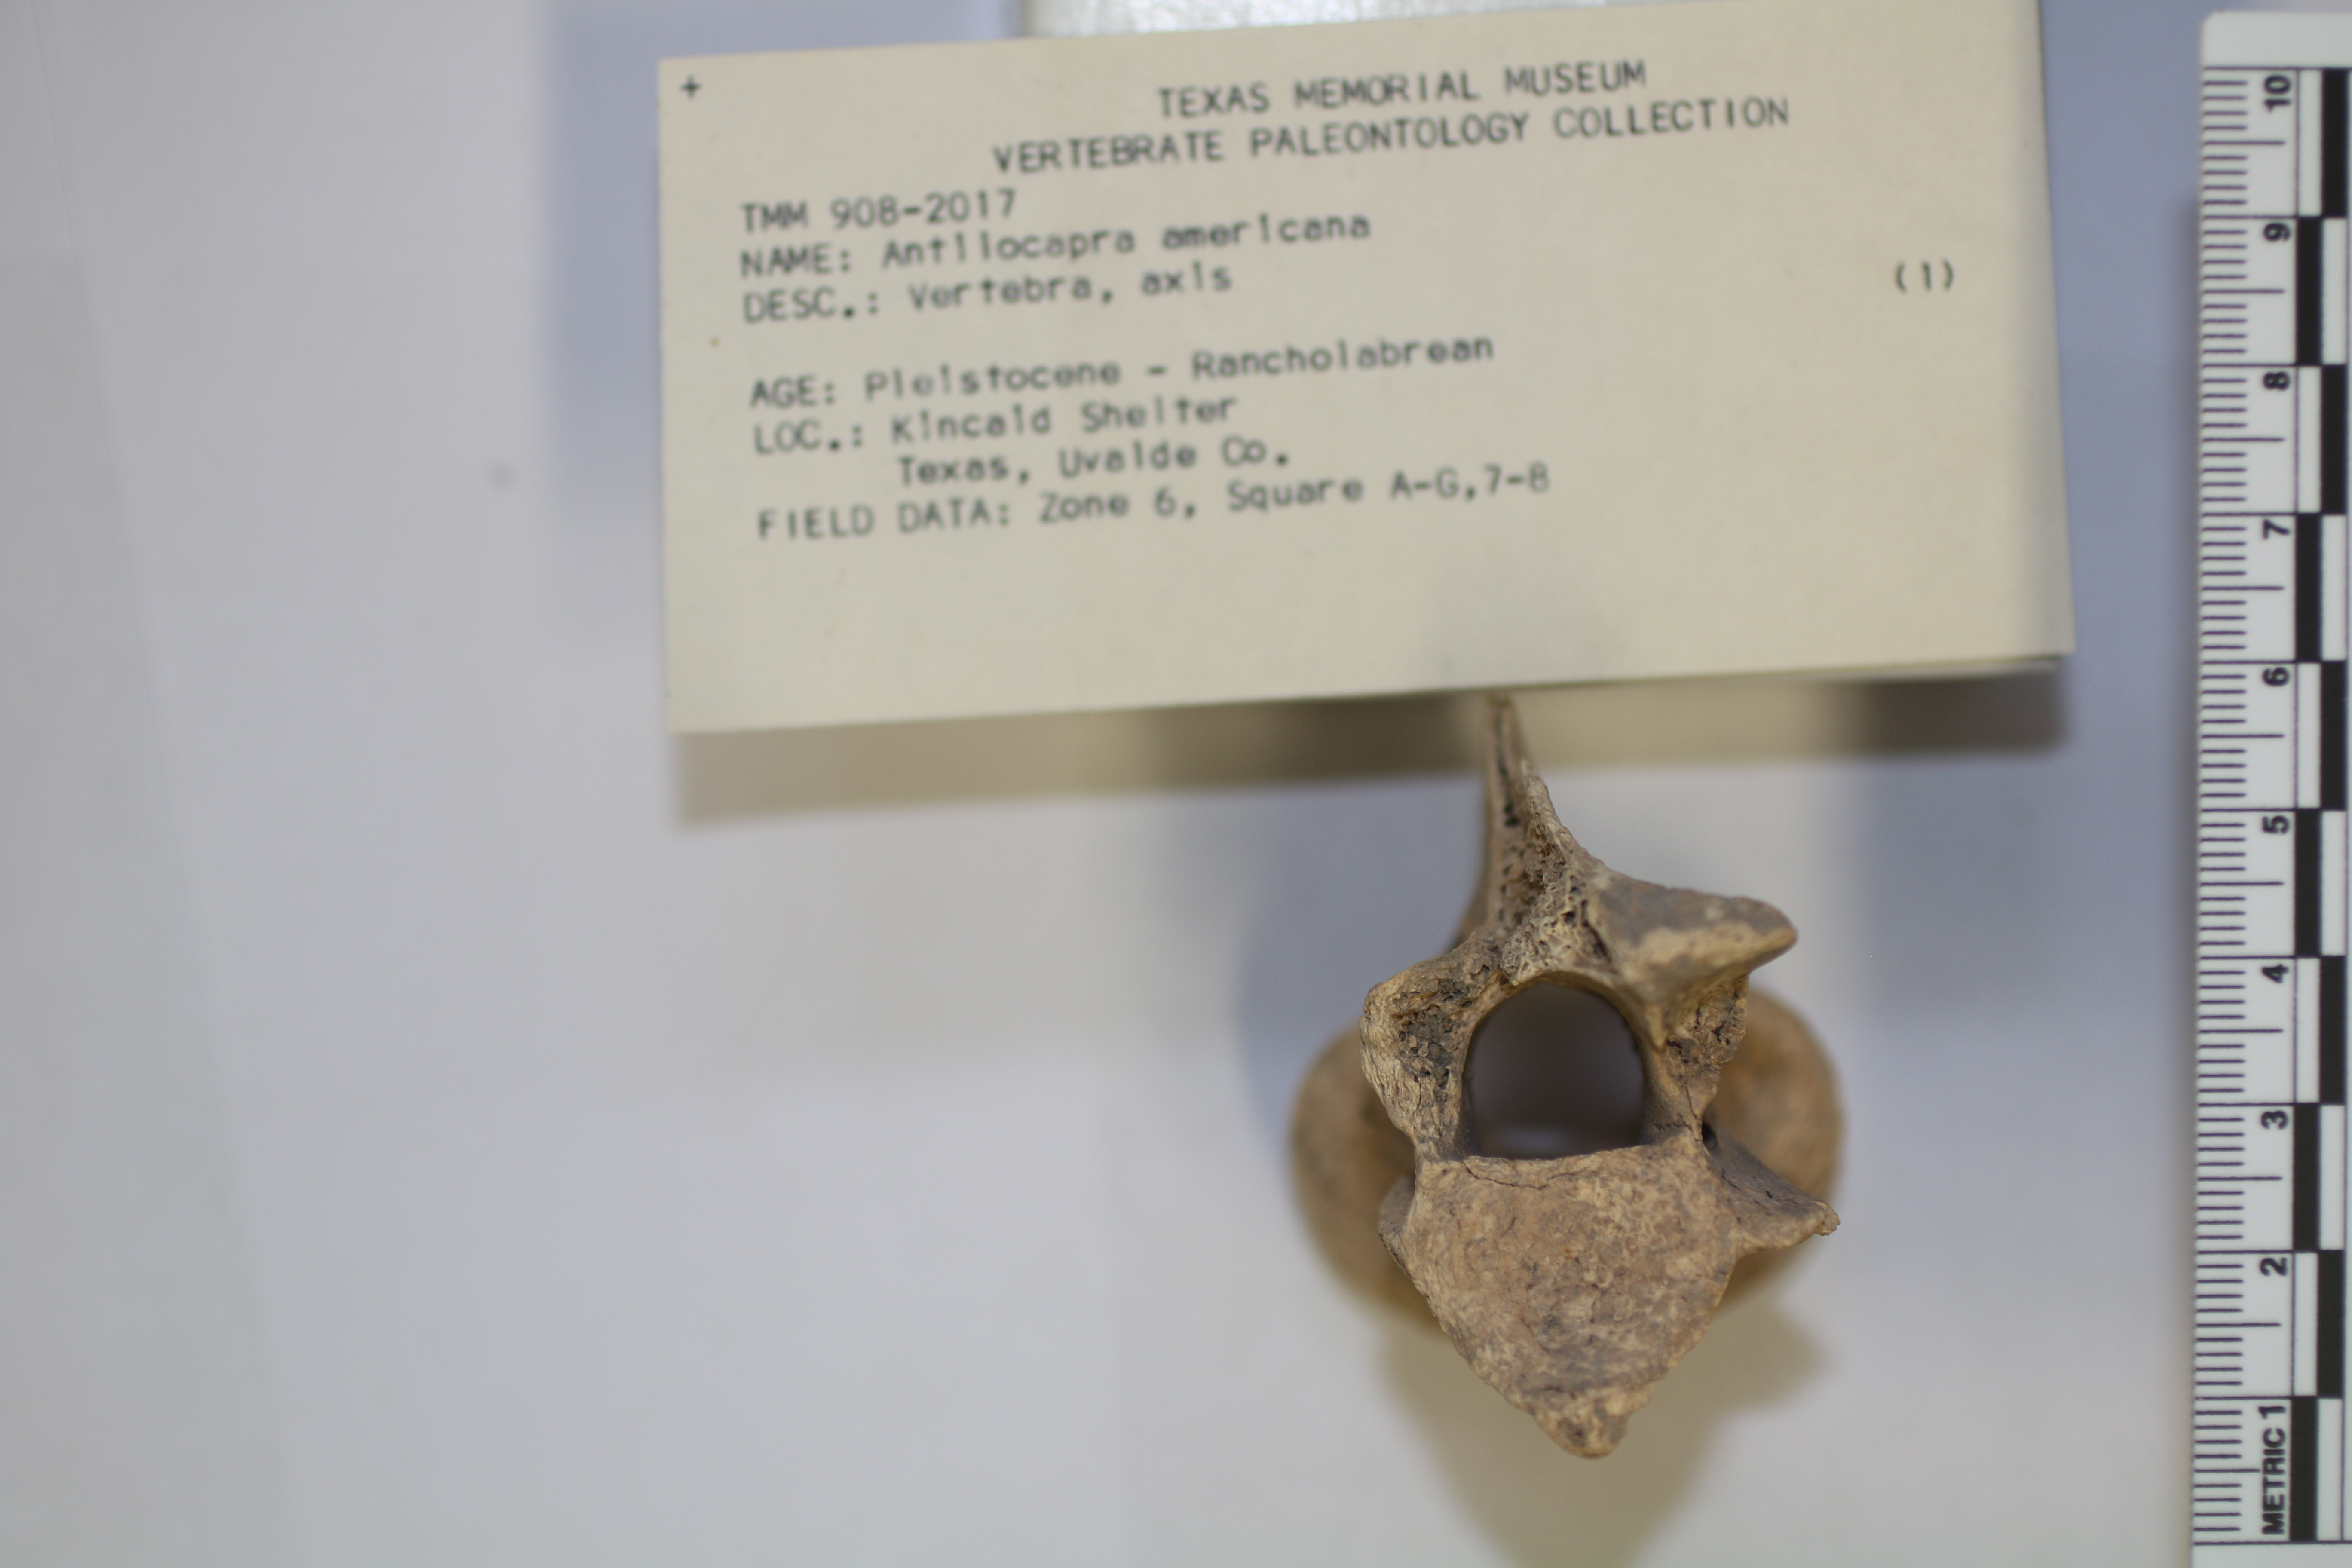 +
TEXAS MEMORIAL MUSEUM
VERTEBRATE PALEONTOLOGY COLLECTION
TMM 908-2017
NAME: Antilocapra americana
DESC.: Vertebra, axis
(1)
AGE: Pleistocene - Rancholabrean
LOC.: Kincaid Shelter
Texas, Uvalde Co.
FIELD DATA: Zone 6, Square A-G,7-8
10
9
8
7
6
5
4
3
2
METRIC 1